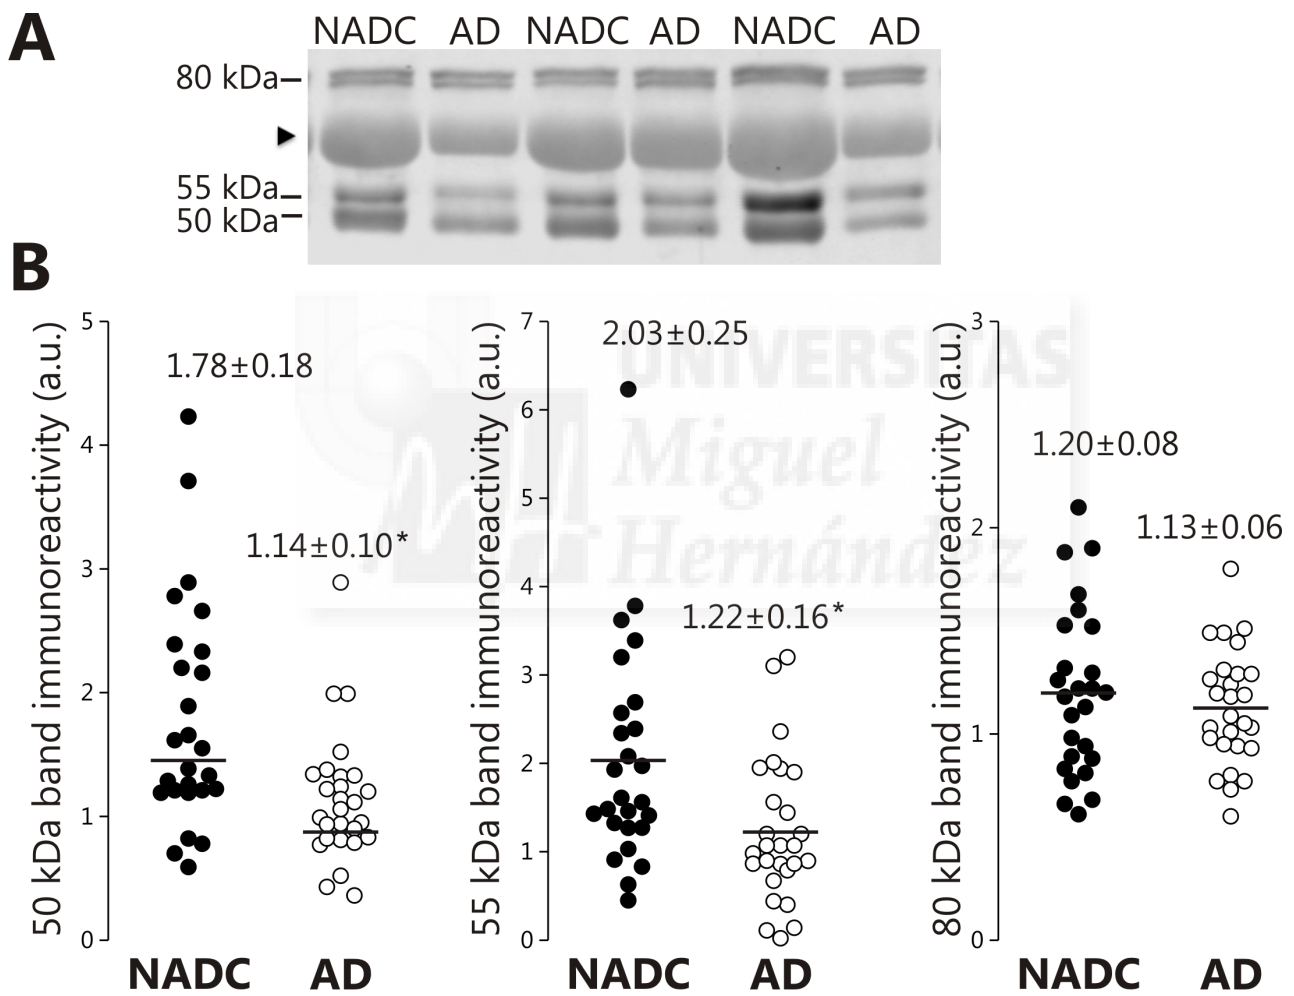 A
NADC AD NADC AD NADC AD
80 kDa
55 kDa
50 kDa
B
50 kDa band immunoreactivity (a.u.)
5
4
3
2
1
0
1.78±0.18
1.14±0.10*
NADC AD
55 kDa band immunoreactivity (a.u.)
7
6
5
4
3
2
1
0
2.03±0.25
1.22±0.16*
NADC AD
80 kDa band immunoreactivity (a.u.)
3
2
1
0
1.20±0.08
1.13±0.06
NADC AD
UNIVERSITAS
Miguel
Hernández